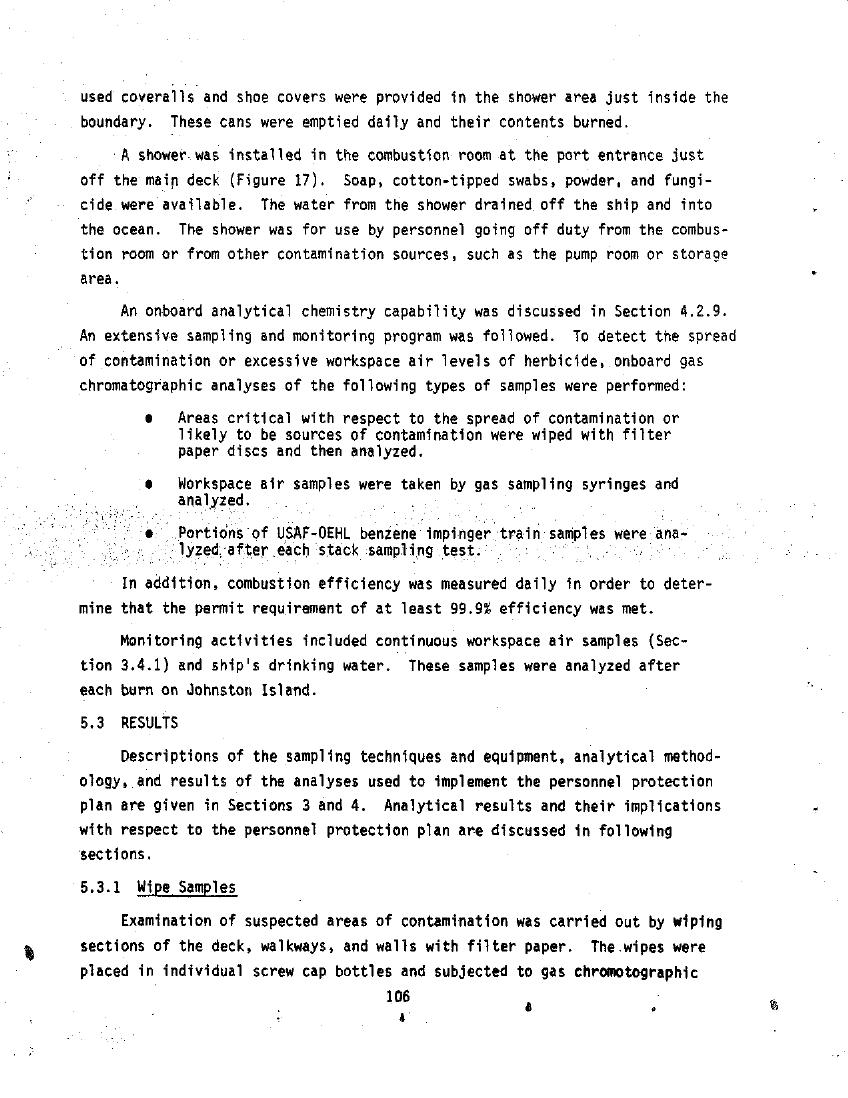 used coveralls and shoe covers were provided in the shower area just inside the
boundary. These cans were emptied daily and their contents burned.
A shower was installed in the combustion room at the port entrance just
off the main deck (Figure 17). Soap, cotton-tipped swabs, powder, and fungi-
cide were available. The water from the shower drained off the ship and into
the ocean. The shower was for use by personnel going off duty from the combus-
tion room or from other contamination sources, such as the pump room or storage
area.
An onboard analytical chemistry capability was discussed in Section 4.2.9.
An extensive sampling and monitoring program was followed. To detect the spread
of contamination or excessive workspace air levels of herbicide, onboard gas
chromatographic analyses of the following types of samples were performed:
● Areas critical with respect to the spread of contamination or
likely to be sources of contamination were wiped with filter
paper discs and then analyzed.
● Workspace air samples were taken by gas sampling syringes and
analyzed.
● Portions of USAF-OEHL benzene impinger train samples were ana-
lyzed after each stack sampling test.
In addition, combustion efficiency was measured daily in order to deter-
mine that the permit requirement of at least 99.9% efficiency was met.
Monitoring activities included continuous workspace air samples (Sec-
tion 3.4.1) and ship's drinking water. These samples were analyzed after
each burn on Johnston Island.
5.3 RESULTS
Descriptions of the sampling techniques and equipment, analytical method-
ology, and results of the analyses used to implement the personnel protection
plan are given in Sections 3 and 4. Analytical results and their implications
with respect to the personnel protection plan are discussed in following
sections.
5.3.1 Wipe Samples
Examination of suspected areas of contamination was carried out by wiping
sections of the deck, walkways, and walls with filter paper. The wipes were
placed in individual screw cap bottles and subjected to gas chromotographic
106